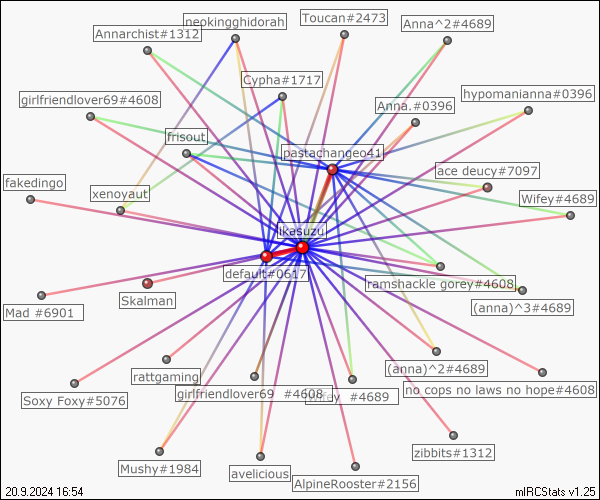 neokingghidorah
Toucan#2473
Annarchist#1312
Anna^2#4689
Cypha#1717
hypomanianna#0396
girlfriendlover69#4608
Anna.#0396
frisout
pastachangeo41
ace deucy#7097
fakedingo
xenoyaut
Wifey#4689
ikasuzu
default#0617
ramshackle gorey#4608
Skalman
(anna)^3#4689
Mad #6901
(anna)^2#4689
rattgaming
no cops no laws no hope#4608
girlfriendlover69 #4608
Wifey #4689
Soxy Foxy#5076
zibbits#1312
Mushy#1984
avelicious
AlpineRooster#2156
20.9.2024 16:54
mIRCStats v1.25